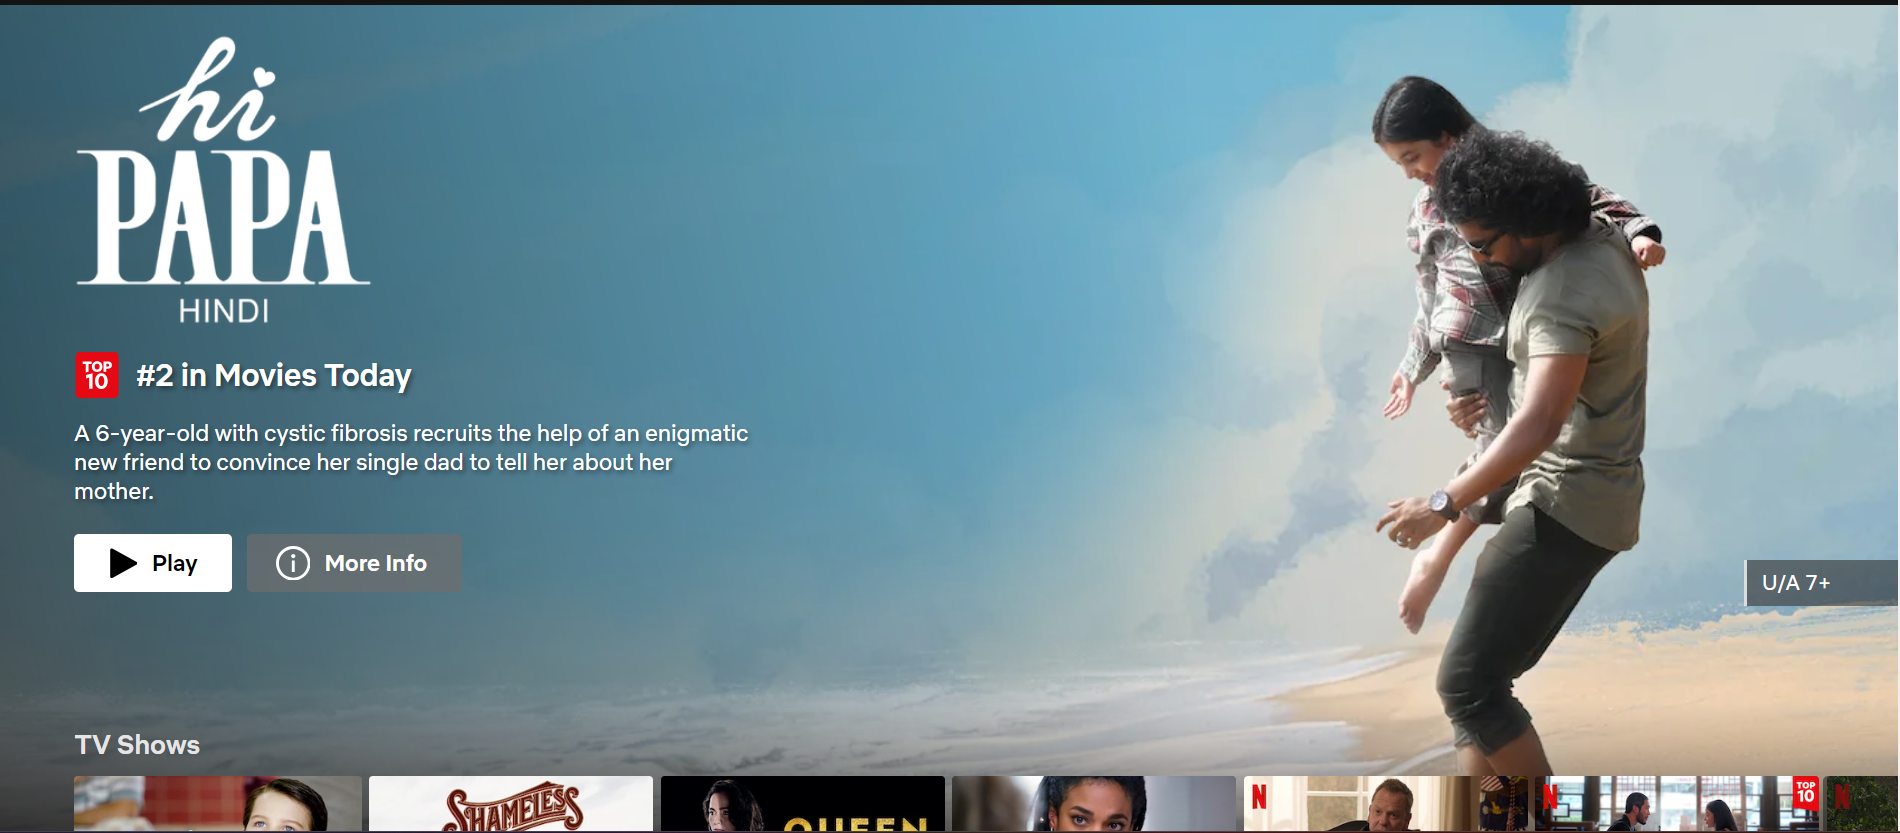 hi
PAPA
HINDI
TOP
10
#2 in Movies Today
A 6-year-old with cystic fibrosis recruits the help of an enigmatic
new friend to convince her single dad to tell her about her
mother.
Play
More Info
U/A 7+
TV Shows
SHAMELESS
QUEEN
N
N
TOP
10
N